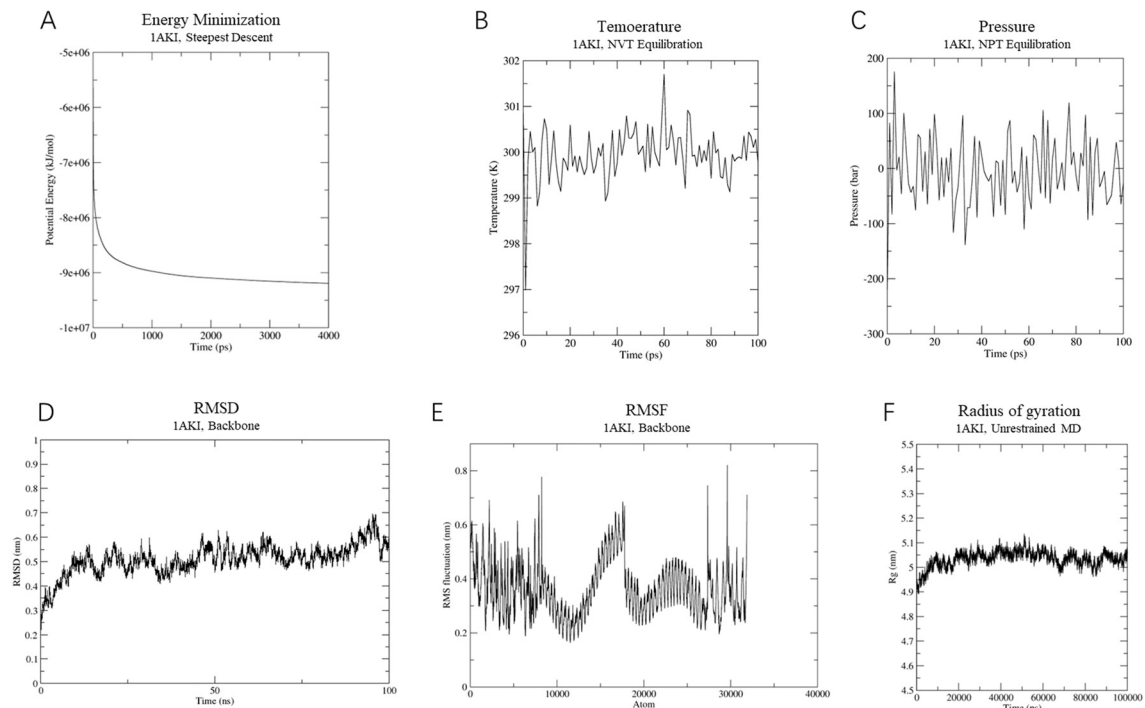 A
Energy Minimization
1AKI, Steepest Descent
-5e+06
-6e+06
-7e+06
-8e+06
-9e+06
-1e+07
Potential Energy (kJ/mol)
0 1000 2000 3000 4000
Time (ps)
B
Temoerature
1AKI, NVT Equilibration
302
301
300
299
298
297
296
Temperature (K)
0 20 40 60 80 100
Time (ps)
C
Pressure
1AKI, NPT Equilibration
200
100
0
-100
-200
-300
Pressure (bar)
0 20 40 60 80 100
Time (ps)
D
RMSD
1AKI, Backbone
1
0.9
0.8
0.7
0.6
0.5
0.4
0.3
0.2
0.1
0
RMSD (nm)
0 50 100
Time (ns)
E
RMSF
1AKI, Backbone
0.8
0.6
0.4
0.2
0
RMS fluctuation (nm)
0 10000 20000 30000 40000
Atom
F
Radius of gyration
1AKI, Unrestrained MD
5.5
5.4
5.3
5.2
5.1
5
4.9
4.8
4.7
4.6
4.5
Rg (nm)
0 20000 40000 60000 80000 100000
Time (ps)